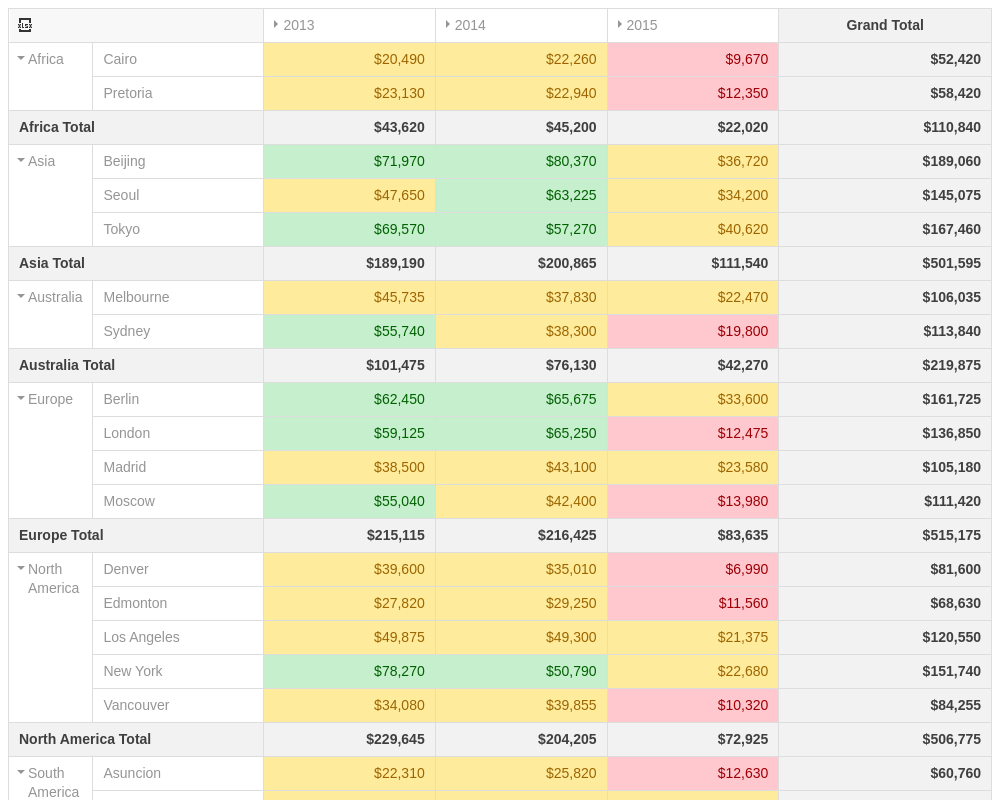 xlsx 2013 2014 2015 Grand Total
Africa Cairo $20,490 $22,260 $9,670 $52,420
Pretoria $23,130 $22,940 $12,350 $58,420
Africa Total $43,620 $45,200 $22,020 $110,840
Asia Beijing $71,970 $80,370 $36,720 $189,060
Seoul $47,650 $63,225 $34,200 $145,075
Tokyo $69,570 $57,270 $40,620 $167,460
Asia Total $189,190 $200,865 $111,540 $501,595
Australia Melbourne $45,735 $37,830 $22,470 $106,035
Sydney $55,740 $38,300 $19,800 $113,840
Australia Total $101,475 $76,130 $42,270 $219,875
Europe Berlin $62,450 $65,675 $33,600 $161,725
London $59,125 $65,250 $12,475 $136,850
Madrid $38,500 $43,100 $23,580 $105,180
Moscow $55,040 $42,400 $13,980 $111,420
Europe Total $215,115 $216,425 $83,635 $515,175
North Denver $39,600 $35,010 $6,990 $81,600
America
Edmonton $27,820 $29,250 $11,560 $68,630
Los Angeles $49,875 $49,300 $21,375 $120,550
New York $78,270 $50,790 $22,680 $151,740
Vancouver $34,080 $39,855 $10,320 $84,255
North America Total $229,645 $204,205 $72,925 $506,775
South Asuncion $22,310 $25,820 $12,630 $60,760
America